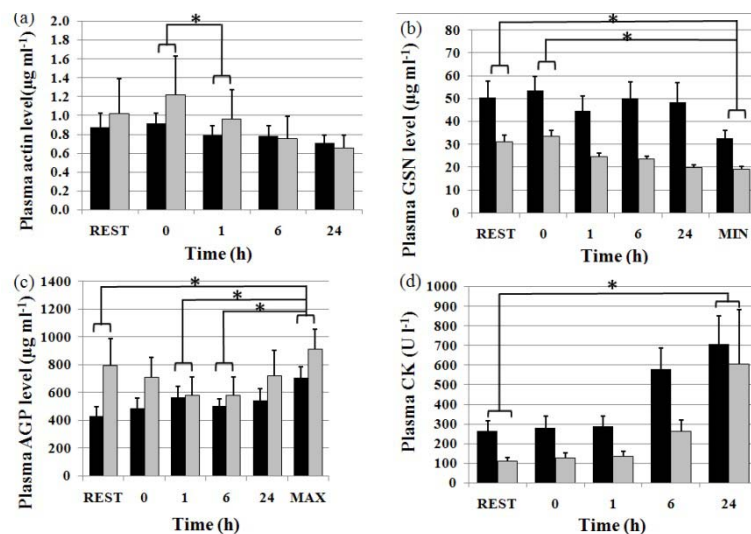 (a)
Plasma actin level(µg ml-1)
2.0
1.8
1.6
1.4
1.2
1.0
0.8
0.6
0.4
0.2
0.0
*
REST 0 1 6 24
Time (h)
(b)
Plasma GSN level (µg ml-1)
90
80
70
60
50
40
30
20
10
0
*
*
REST 0 1 6 24 MIN
Time (h)
(c)
Plasma AGP level (µg ml-1)
1400
1200
1000
800
600
400
200
0
*
*
*
REST 0 1 6 24 MAX
Time (h)
(d)
Plasma CK (U l-1)
1000
900
800
700
600
500
400
300
200
100
0
*
REST 0 1 6 24
Time (h)